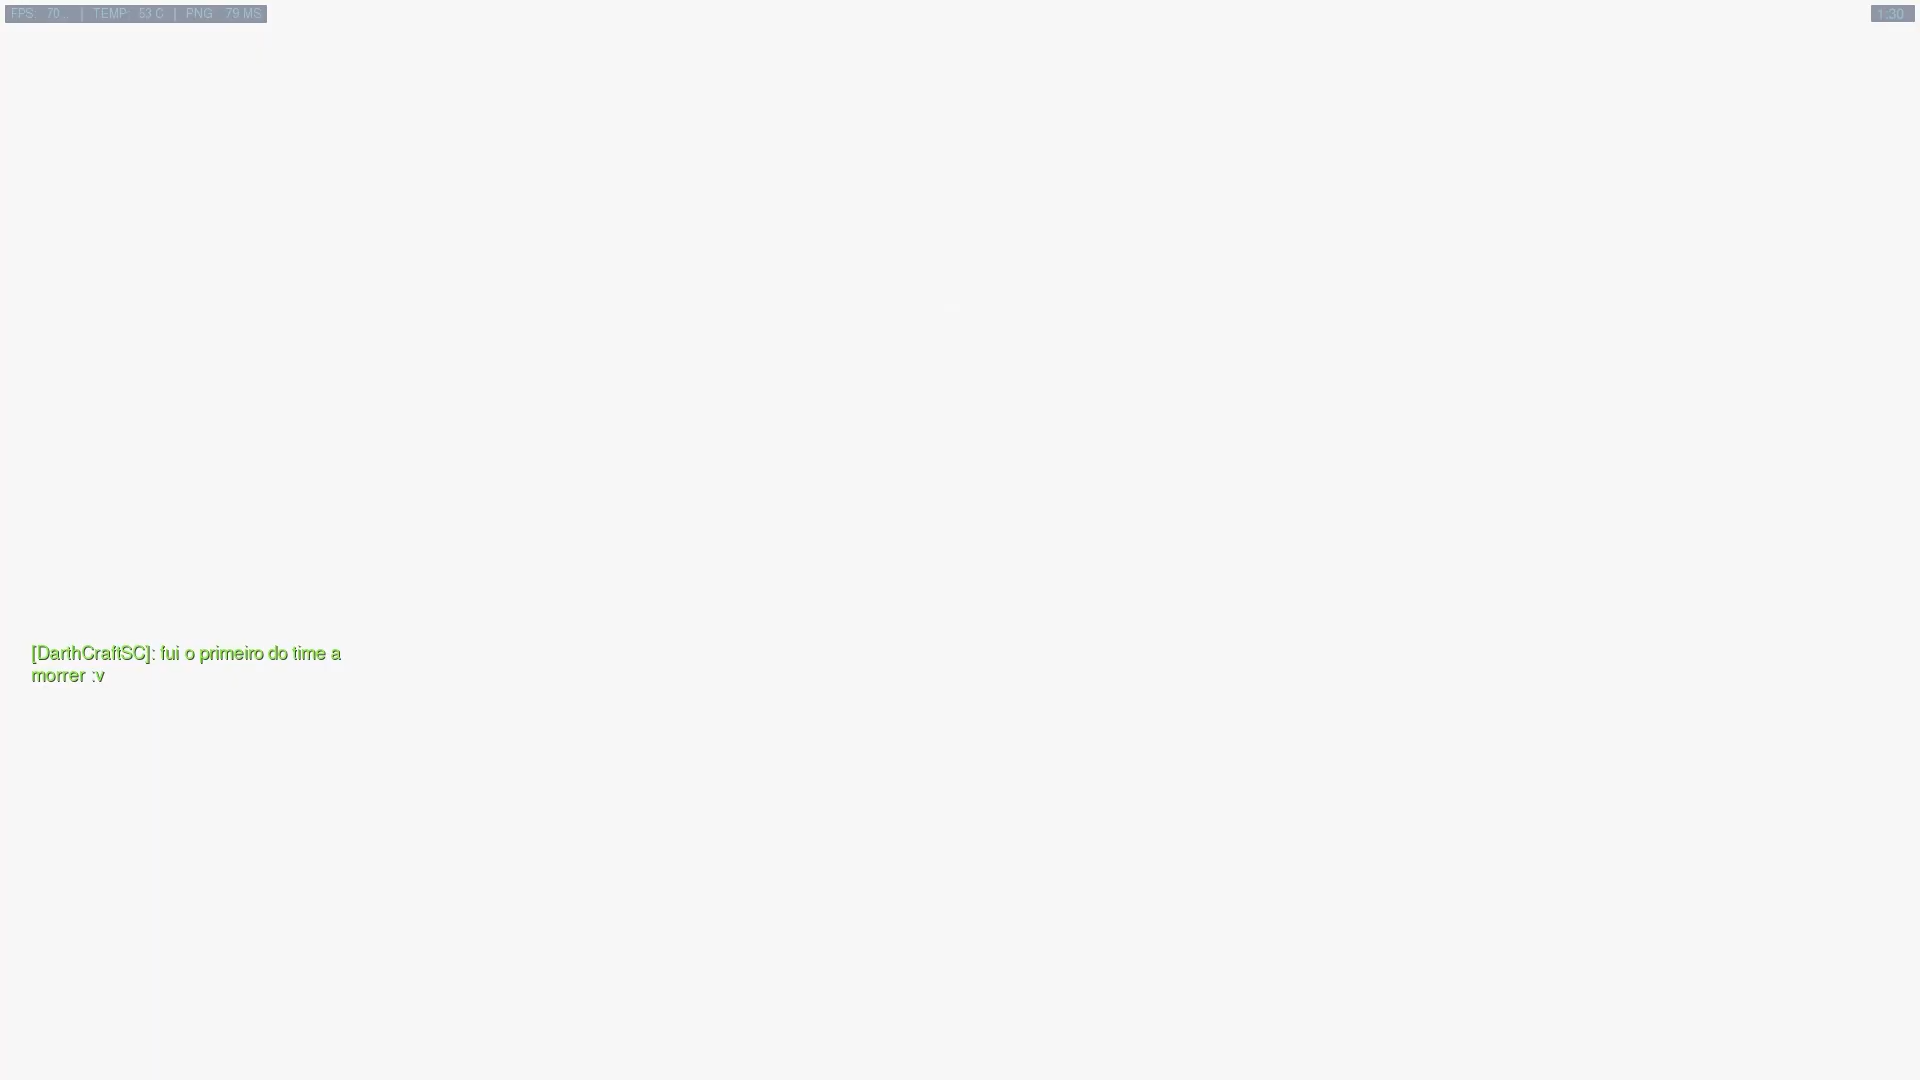 FPS: 70... | TEMP: 53 C | PNG 79 MS
1:30
[DarthCraftSC]: fui o primeiro do time a
morrer :v